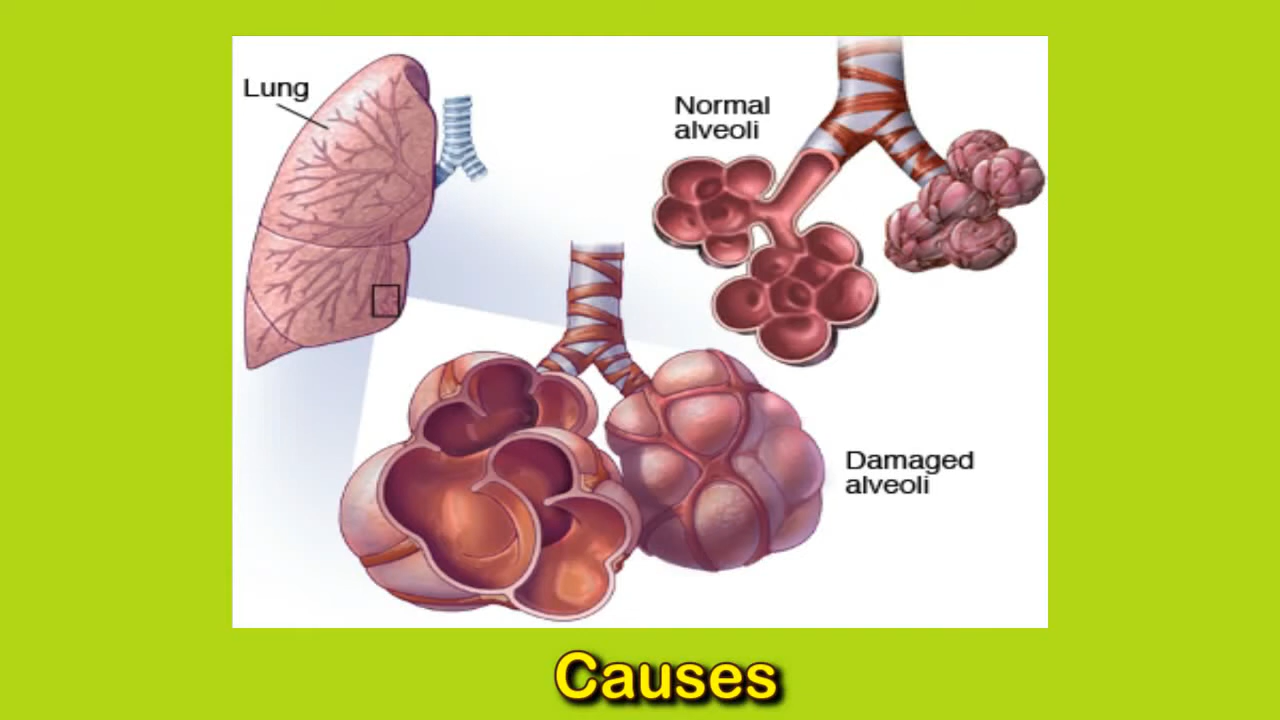 Lung
Normal
alveoli
Damaged
alveoli
Causes